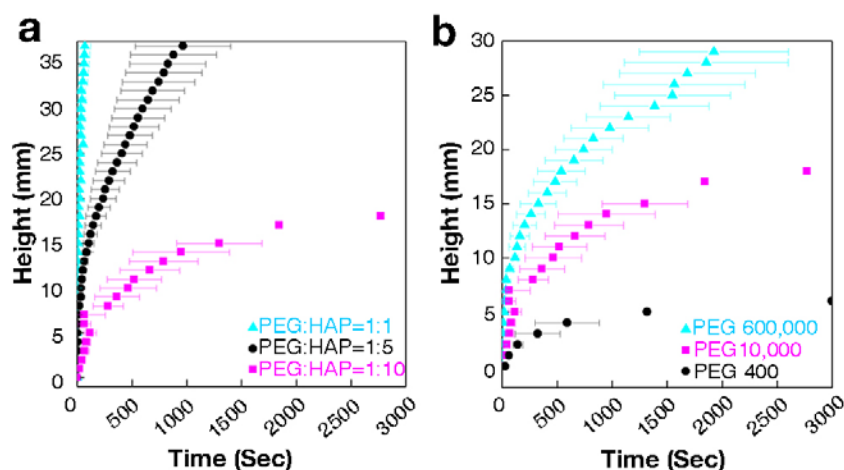 a
35
30
25
20
15
10
5
0
Height (mm)
PEG:HAP=1:1
PEG:HAP=1:5
PEG:HAP=1:10
0
500
1000
1500
2000
2500
3000
Time (Sec)
b
30
25
20
15
10
5
0
Height (mm)
PEG 600,000
PEG10,000
PEG 400
0
500
1000
1500
2000
2500
3000
Time (Sec)